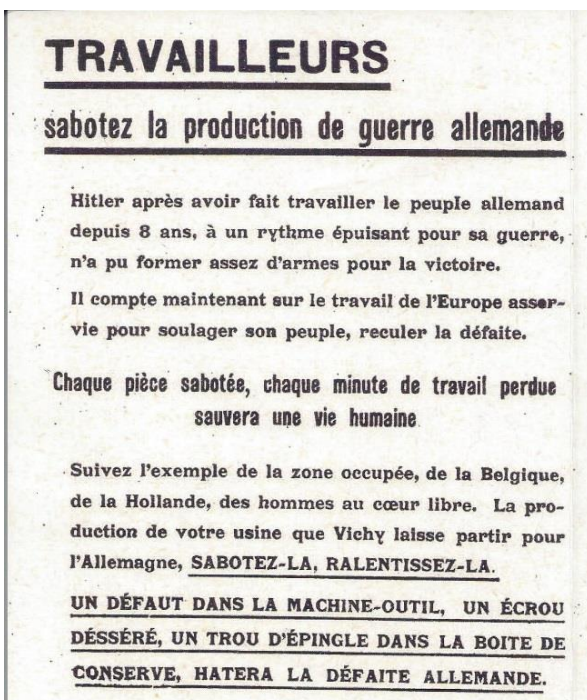 TRAVAILLEURS
sabotez la production de guerre allemande
Hitler après avoir fait travailler le peuple allemand
depuis 8 ans, à un rythme épuisant pour sa guerre,
n'a pu former assez d'armes pour la victoire.
Il compte maintenant sur le travail de l'Europe asser-
vie pour soulager son peuple, reculer la défaite.
Chaque pièce sabotée, chaque minute de travail perdue
sauvera une vie humaine
Suivez l'exemple de la zone occupée, de la Belgique,
de la Hollande, des hommes au cœur libre. La pro-
duction de votre usine que Vichy laisse partir pour
l'Allemagne, SABOTEZ-LA, RALENTISSEZ-LA.
UN DÉFAUT DANS LA MACHINE-OUTIL, UN ÉCROU
DÉSSÉRÉ, UN TROU D'ÉPINGLE DANS LA BOITE DE
CONSERVE, HATERA LA DÉFAITE ALLEMANDE.